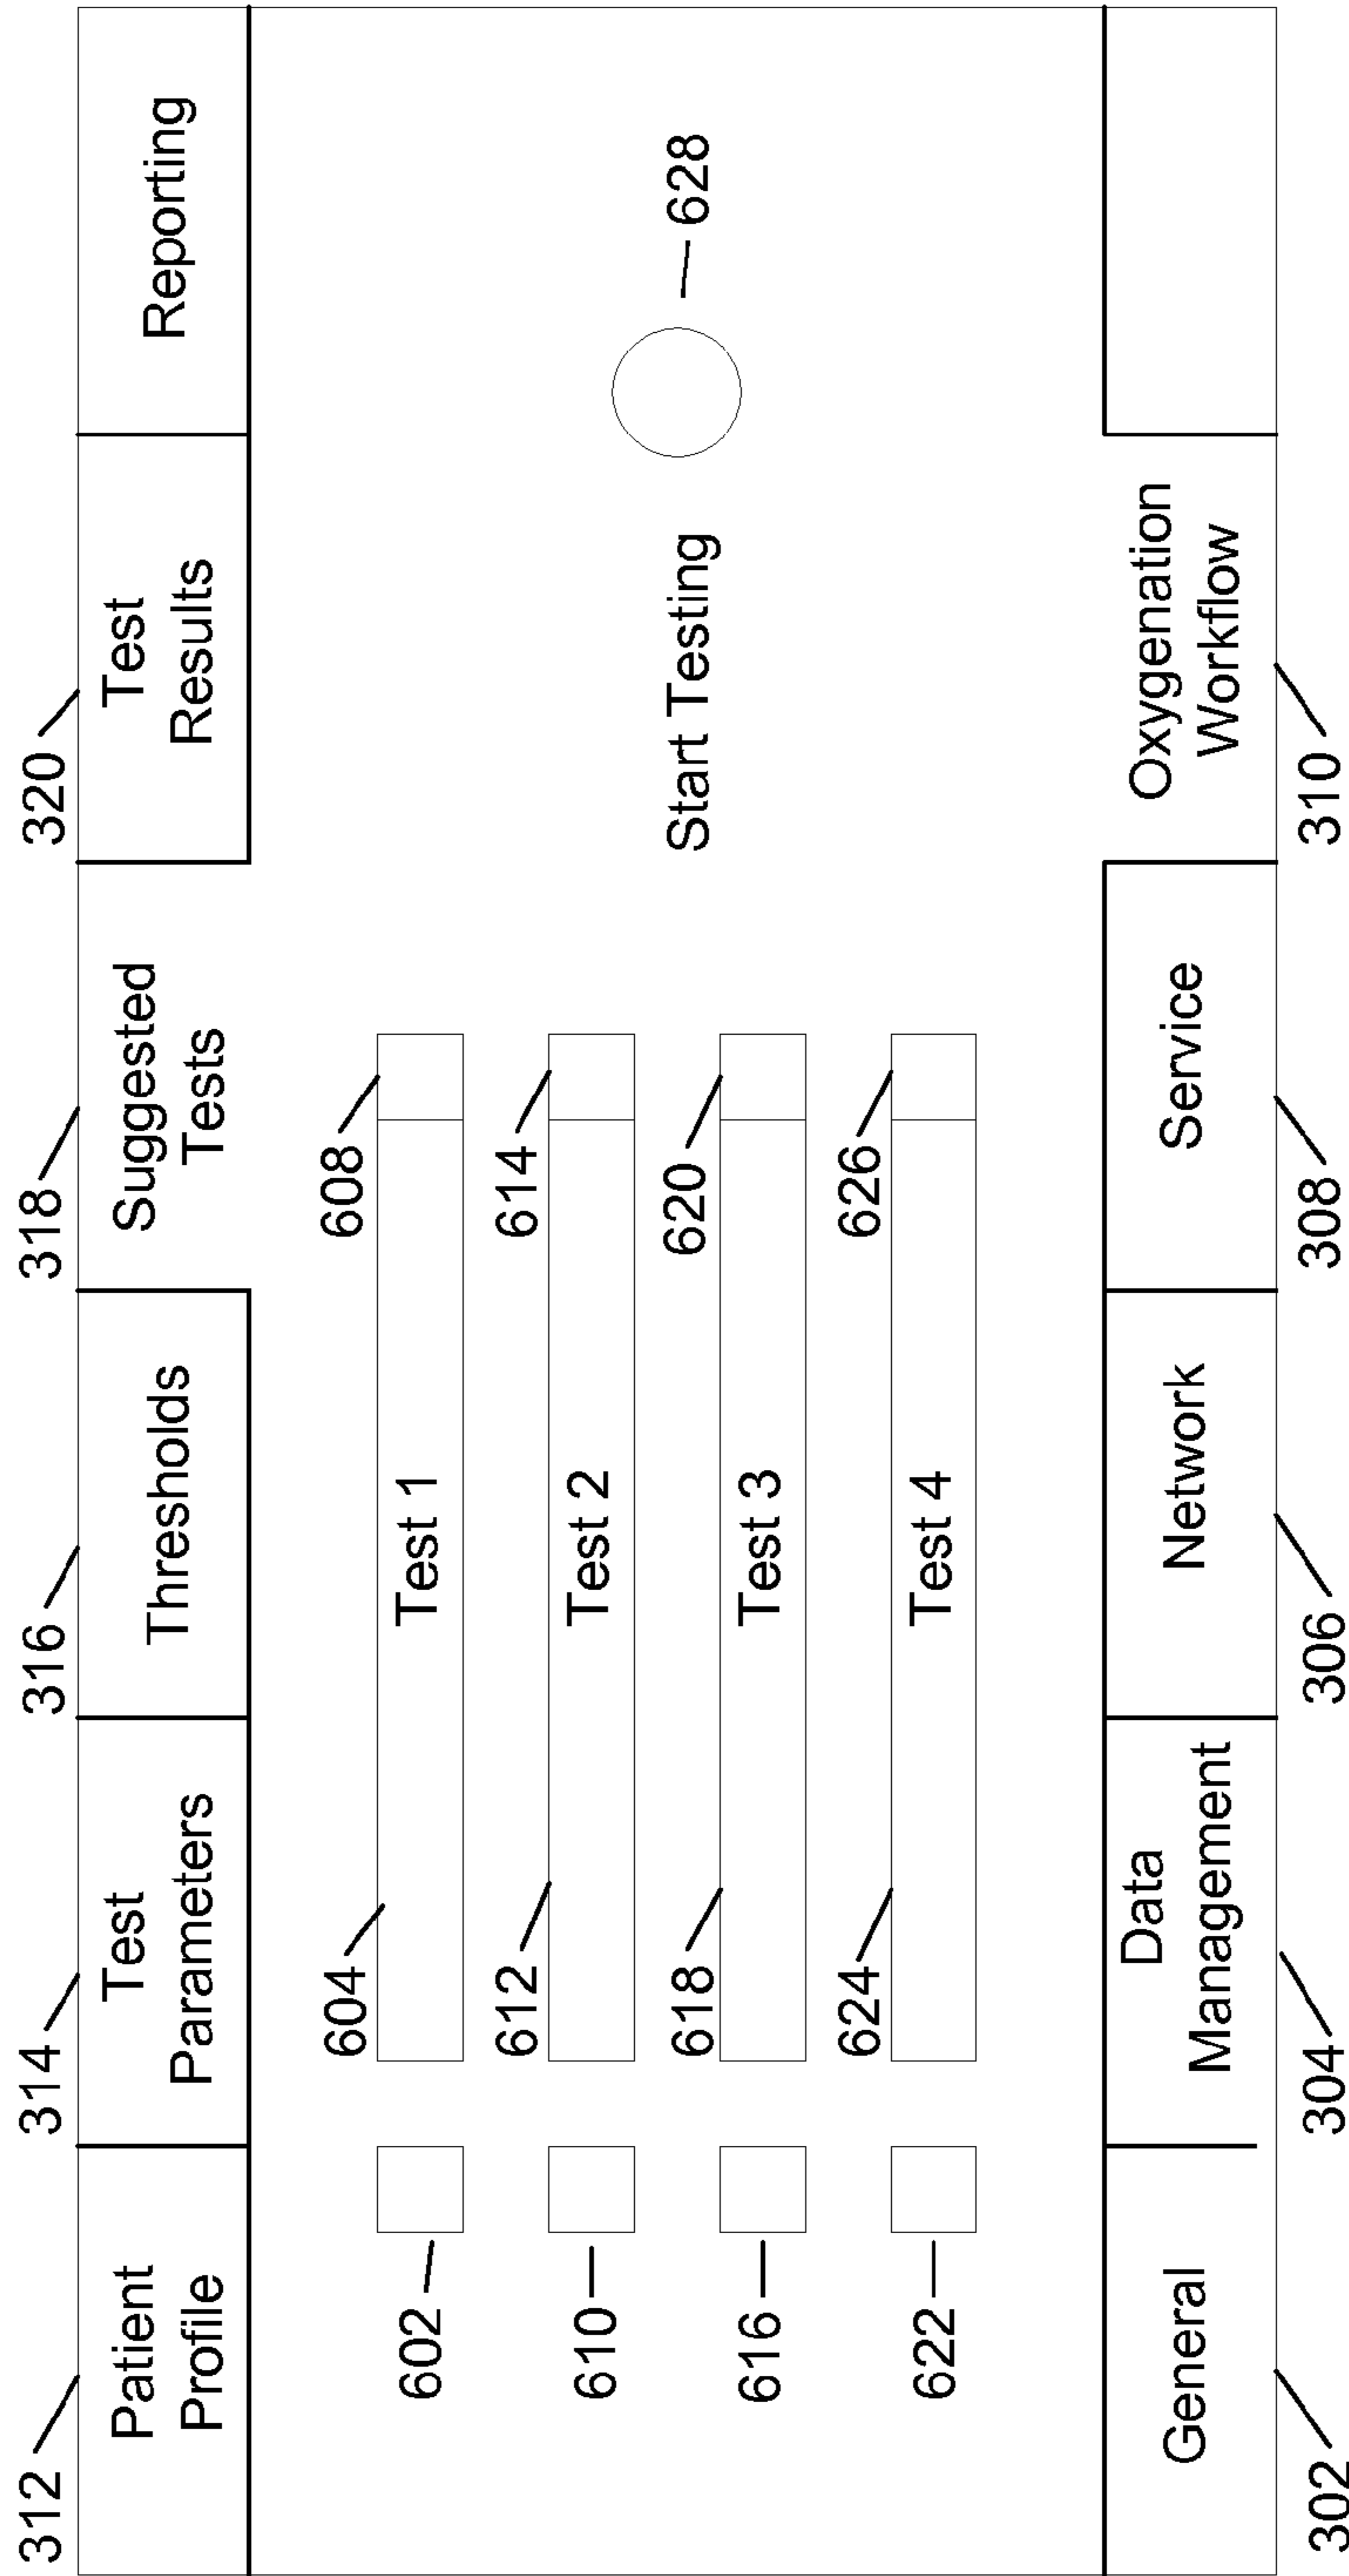 312
314
316
318
320
Patient
Profile
Test
Parameters
Thresholds
Suggested
Tests
Test
Results
Reporting
602
604
Test 1
608
610
612
Test 2
614
616
618
Test 3
620
622
624
Test 4
626
Start Testing
628
General
Data
Management
Network
Service
Oxygenation
Workflow
302
304
306
308
310